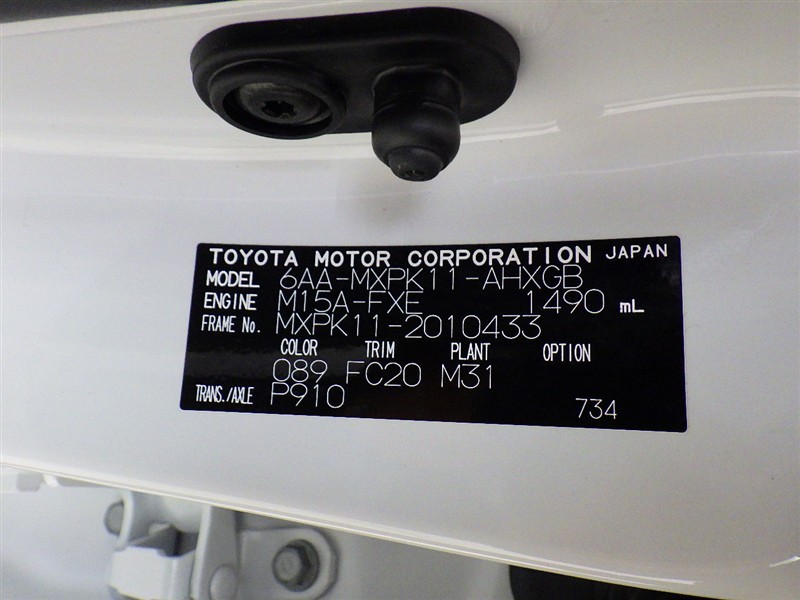 TOYOTA MOTOR CORPORATION JAPAN
MODEL 6AA-MXPK11-AHXGB
ENGINE M15A-FXE 1490 mL
FRAME No. MXPK11-2010433
COLOR TRIM PLANT OPTION
089 FC20 M31
TRANS./AXLE P910 734